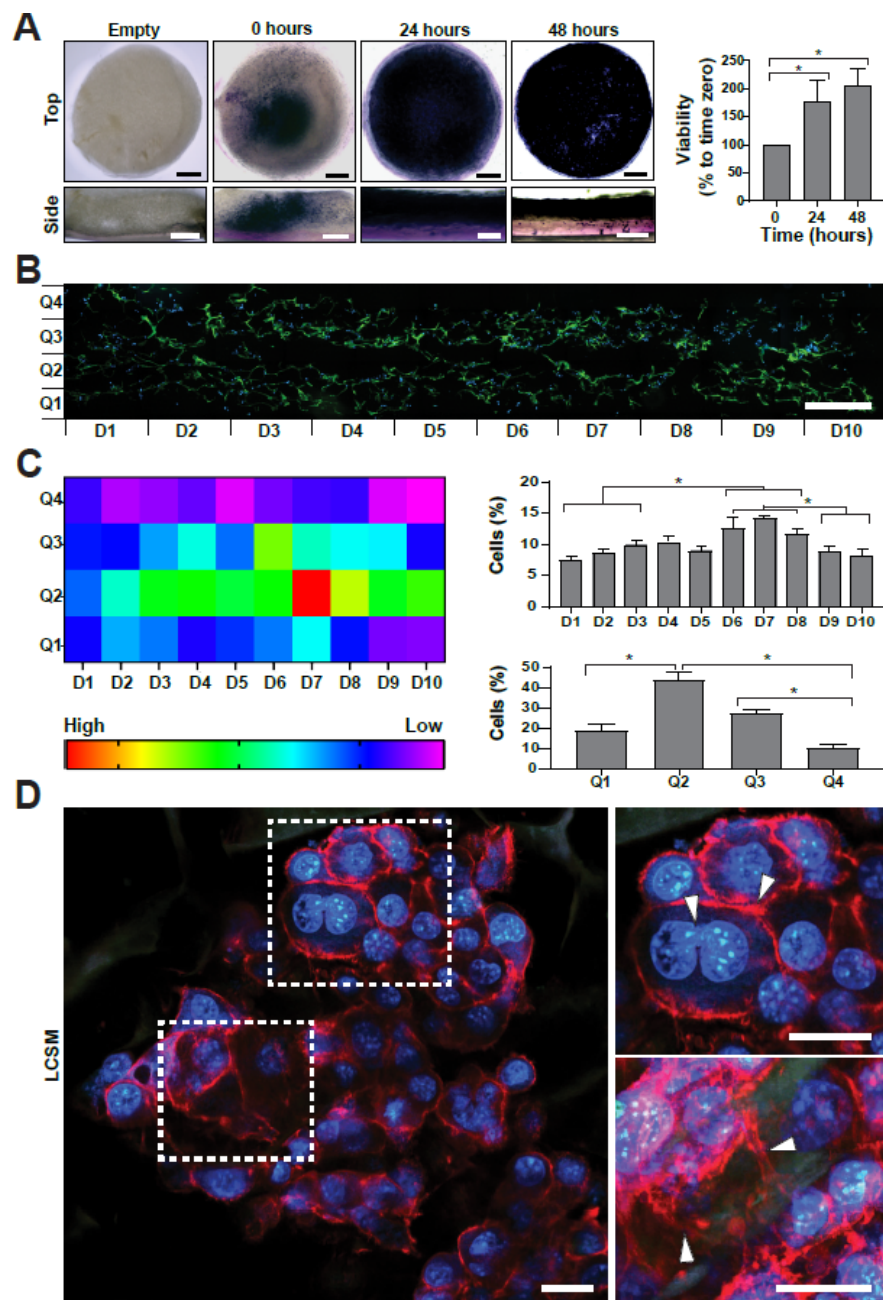 A
Empty
0 hours
24 hours
48 hours
Top
Side
Viability
(% to time zero)
250
200
150
100
50
0
0
24
48
Time (hours)
*
*
B
Q4
Q3
Q2
Q1
D1
D2
D3
D4
D5
D6
D7
D8
D9
D10
C
Q4
Q3
Q2
Q1
D1
D2
D3
D4
D5
D6
D7
D8
D9
D10
High
Low
Cells (%)
20
15
10
5
0
*
*
D1
D2
D3
D4
D5
D6
D7
D8
D9
D10
Cells (%)
50
40
30
20
10
0
*
*
*
Q1
Q2
Q3
Q4
D
LCSM